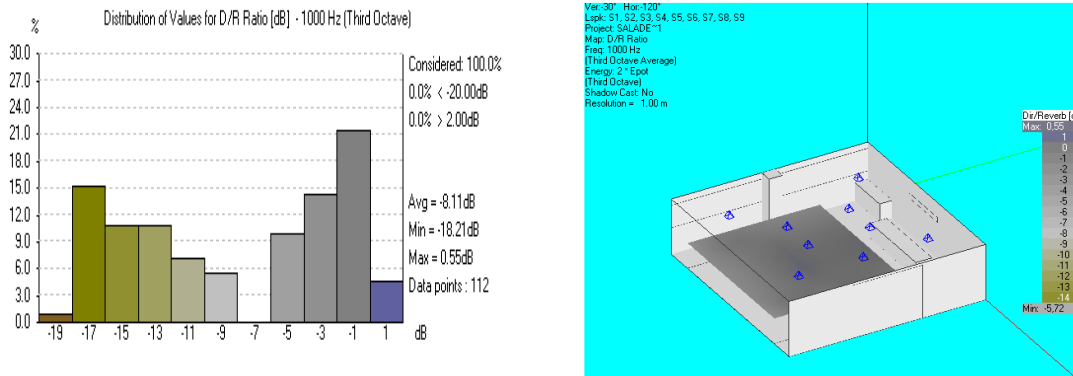 Distribution of Values for D/R Ratio [dB] - 1000 Hz (Third Octave)
%
30.0
27.0
24.0
21.0
18.0
15.0
12.0
9.0
6.0
3.0
0.0
-19 -17 -15 -13 -11 -9 -7 -5 -3 -1 1 dB
Considered: 100.0%
0.0% < -20.00dB
0.0% > 2.00dB
Avg = -8.11dB
Min = -18.21dB
Max = 0.55dB
Data points : 112
Ver:-30° Hor:-120°
Lspk: S1, S2, S3, S4, S5, S6, S7, S8, S9
Project: SALADE~1
Map: D/R Ratio
Freq: 1000 Hz
(Third Octave Average)
Energy: 2 * Epot
(Third Octave)
Shadow Cast: No
Resolution = 1.00 m
Dir/Reverb [
Max: 0,55
1
0
-1
-2
-3
-4
-5
-6
-7
-8
-9
-10
-11
-12
-13
-14
Min: -5,72